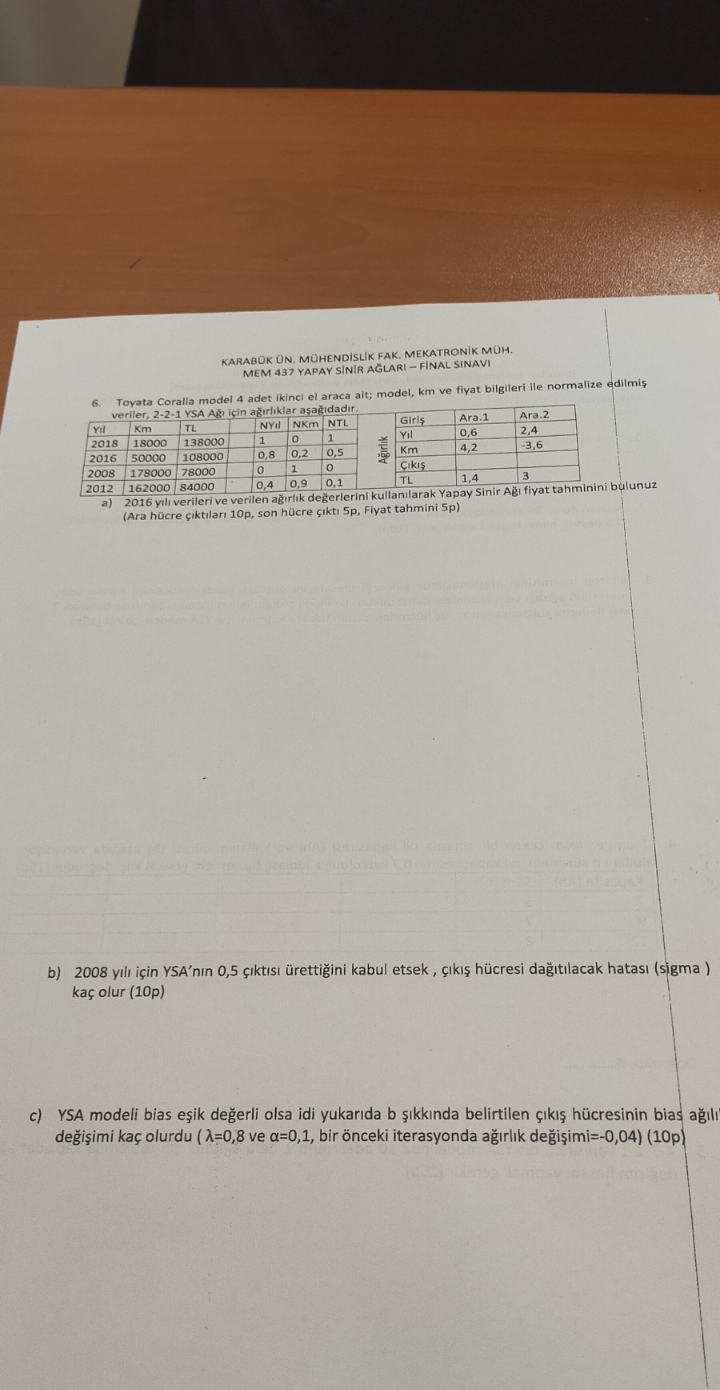 KARABÜK ÜN. MÜHENDİSLİK FAK. MEKATRONİK MÜH.
MEM 437 YAPAY SİNİR AĞLARI – FİNAL SINAVI
6. Toyata Coralla model 4 adet ikinci el araca ait; model, km ve fiyat bilgileri ile normalize edilmiş
veriler, 2-2-1 YSA Ağı için ağırlıklar aşağıdadır.
Yıl Km TL NYıl NKm NTL
2018 18000 138000 1 0 1
2016 50000 108000 0,8 0,2 0,5
2008 178000 78000 0 1 0
2012 162000 84000 0,4 0,9 0,1
Ağırlık
Giriş Ara.1 Ara.2
Yıl 0,6 2,4
Km 4,2 -3,6
Çıkış
TL 1,4 3
a) 2016 yılı verileri ve verilen ağırlık değerlerini kullanılarak Yapay Sinir Ağı fiyat tahminini bulunuz
(Ara hücre çıktıları 10p, son hücre çıktı 5p, Fiyat tahmini 5p)
b) 2008 yılı için YSA'nın 0,5 çıktısı ürettiğini kabul etsek , çıkış hücresi dağıtılacak hatası (sigma )
kaç olur (10p)
c) YSA modeli bias eşik değerli olsa idi yukarıda b şıkkında belirtilen çıkış hücresinin bias ağılı
değişimi kaç olurdu ( λ=0,8 ve α=0,1, bir önceki iterasyonda ağırlık değişimi=-0,04) (10p)